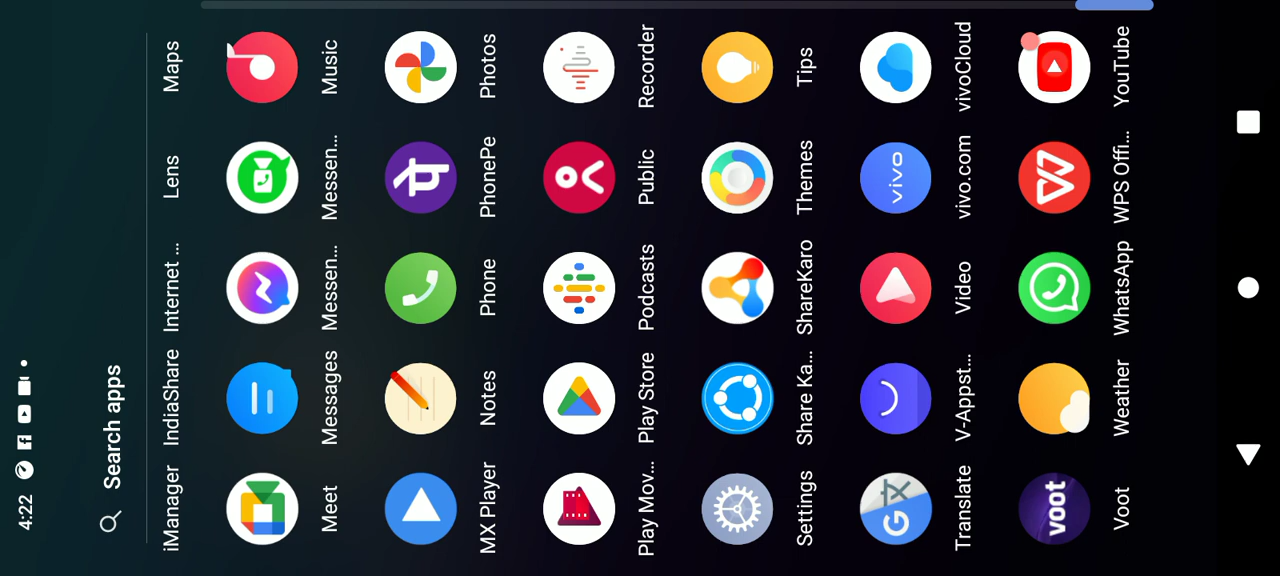 4:22
Search apps
iManager IndiaShare Internet ... Lens Maps
Meet Messages Messen... Messen... Music
MX Player Notes Phone PhonePe Photos
Play Mov... Play Store Podcasts Public Recorder
Settings Share Ka... ShareKaro Themes Tips
vivo
Translate V-Appst... Video vivo.com vivoCloud
voot
Voot Weather WhatsApp WPS Offi... YouTube